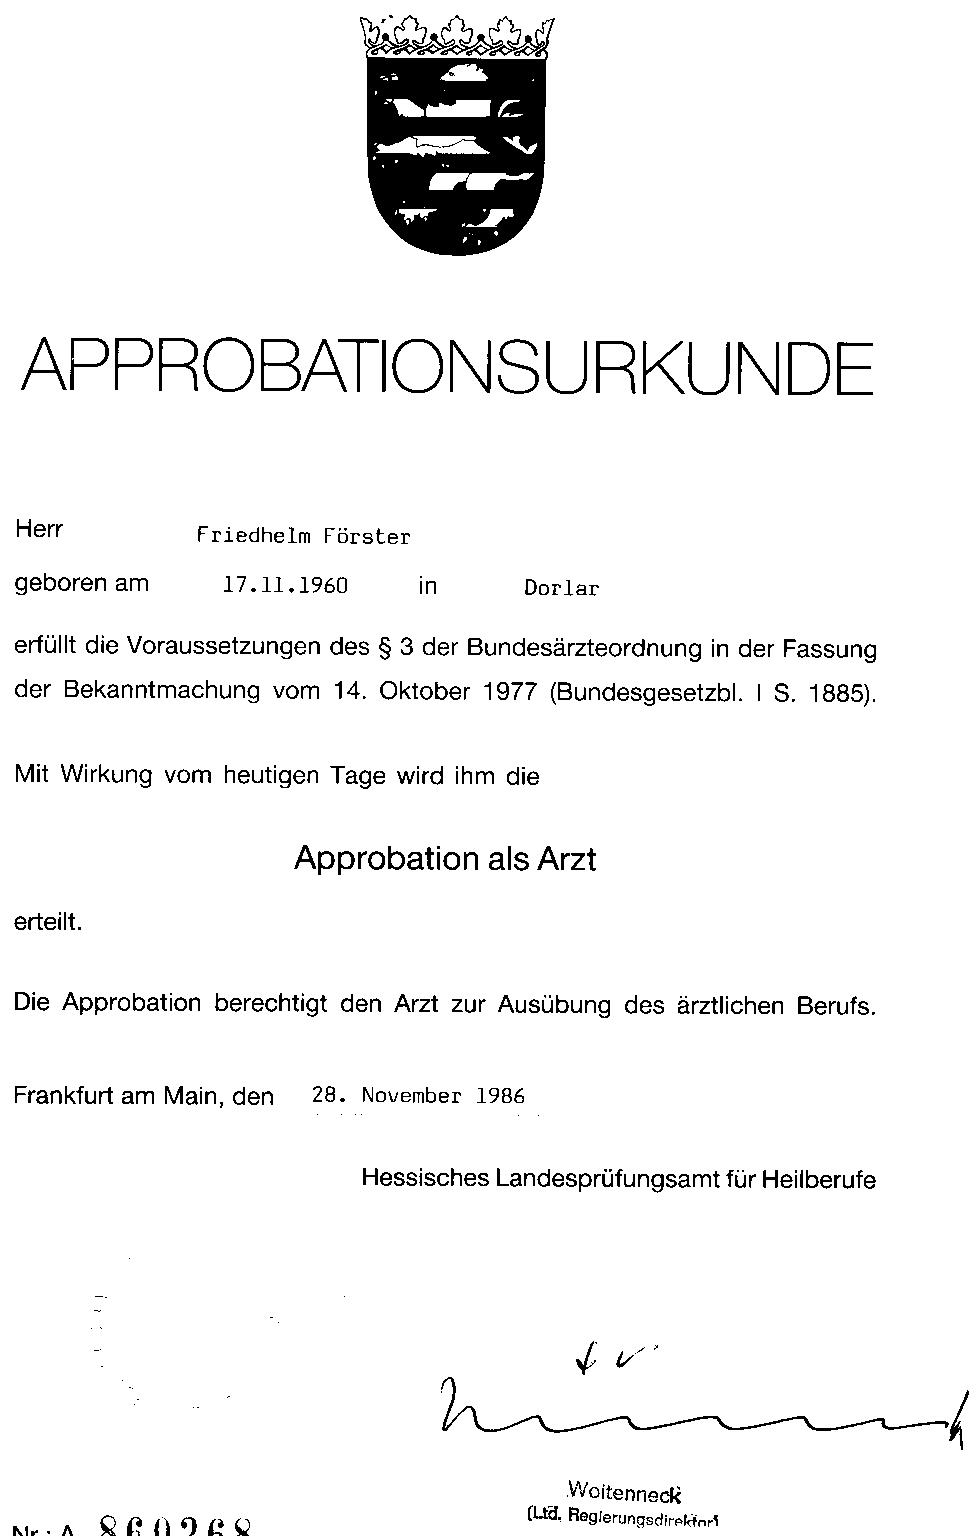 APPROBATIONSURKUNDE
Herr Friedhelm Förster
geboren am 17.11.1960 in Dorlar
erfüllt die Voraussetzungen des § 3 der Bundesärzteordnung in der Fassung
der Bekanntmachung vom 14. Oktober 1977 (Bundesgesetzbl. I S. 1885).
Mit Wirkung vom heutigen Tage wird ihm die
Approbation als Arzt
erteilt.
Die Approbation berechtigt den Arzt zur Ausübung des ärztlichen Berufs.
Frankfurt am Main, den 28. November 1986
Hessisches Landesprüfungsamt für Heilberufe
Woitenneck
(Ltd. Regierungsdirektor)
Nr.: A 860268